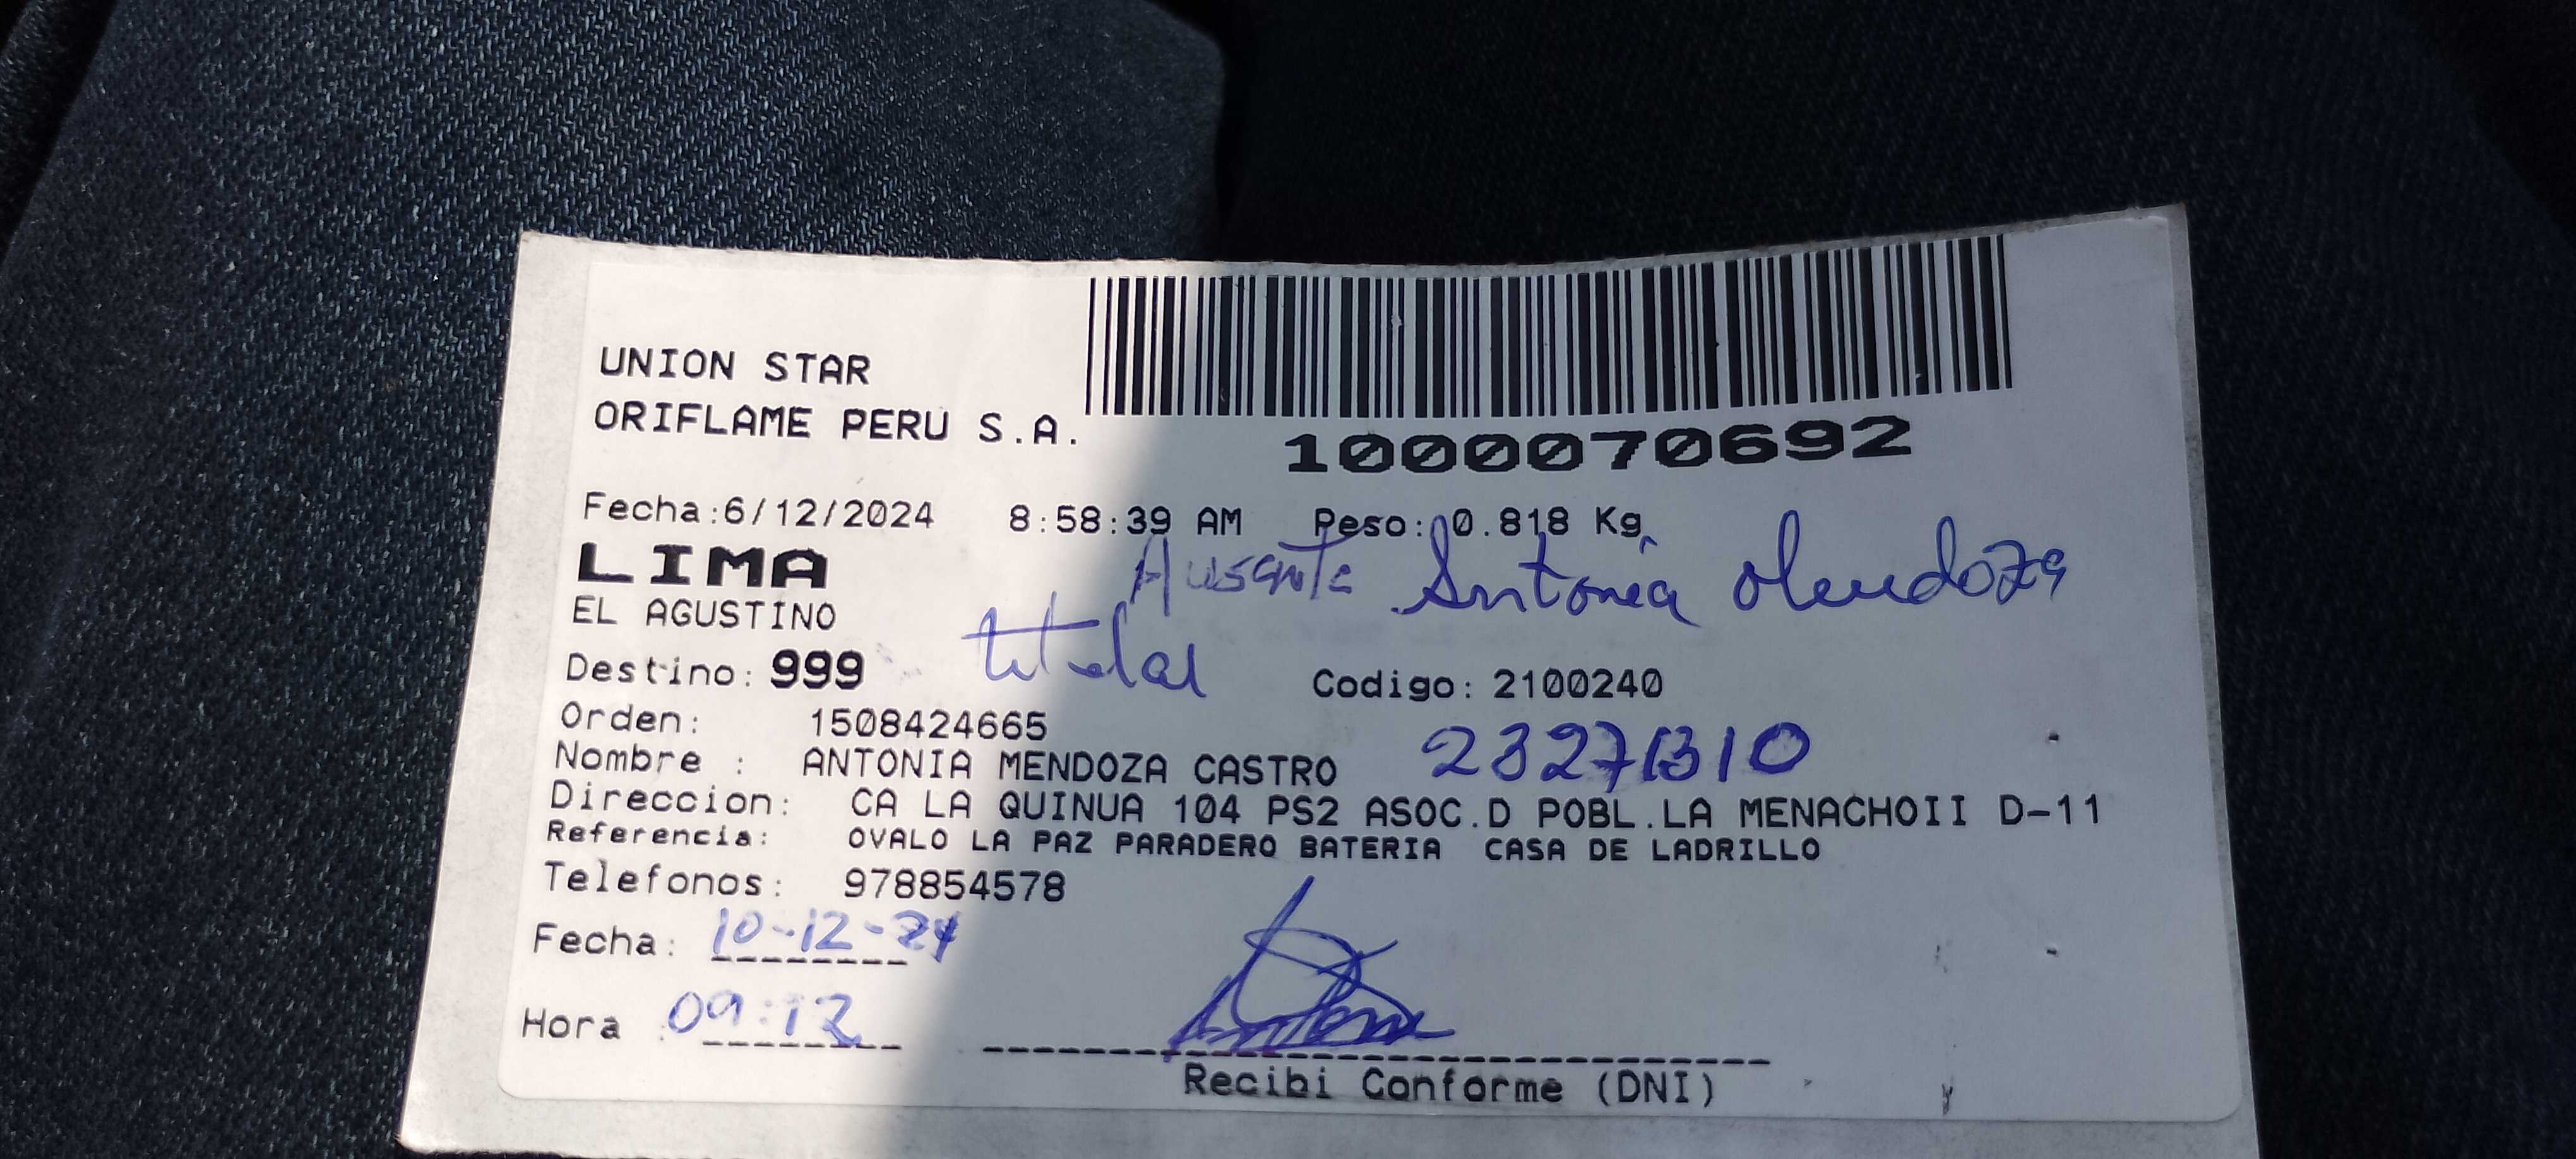 UNION STAR
ORIFLAME PERU S.A.
1000070692
Fecha:6/12/2024 8:58:39 AM Peso: 0.818 Kg
LIMA
Ausante Antonia Mendoza
EL AGUSTINO
titular
Destino: 999 Codigo: 2100240
Orden: 1508424665
Nombre : ANTONIA MENDOZA CASTRO
Direccion: CA LA QUINUA 104 PS2 ASOC.D POBL.LA MENACHOII D-11
Referencia: OVALO LA PAZ PARADERO BATERIA CASA DE LADRILLO
Telefonos: 978854578
Fecha: 10-12-24
Hora 09:12
Recibi Conforme (DNI)